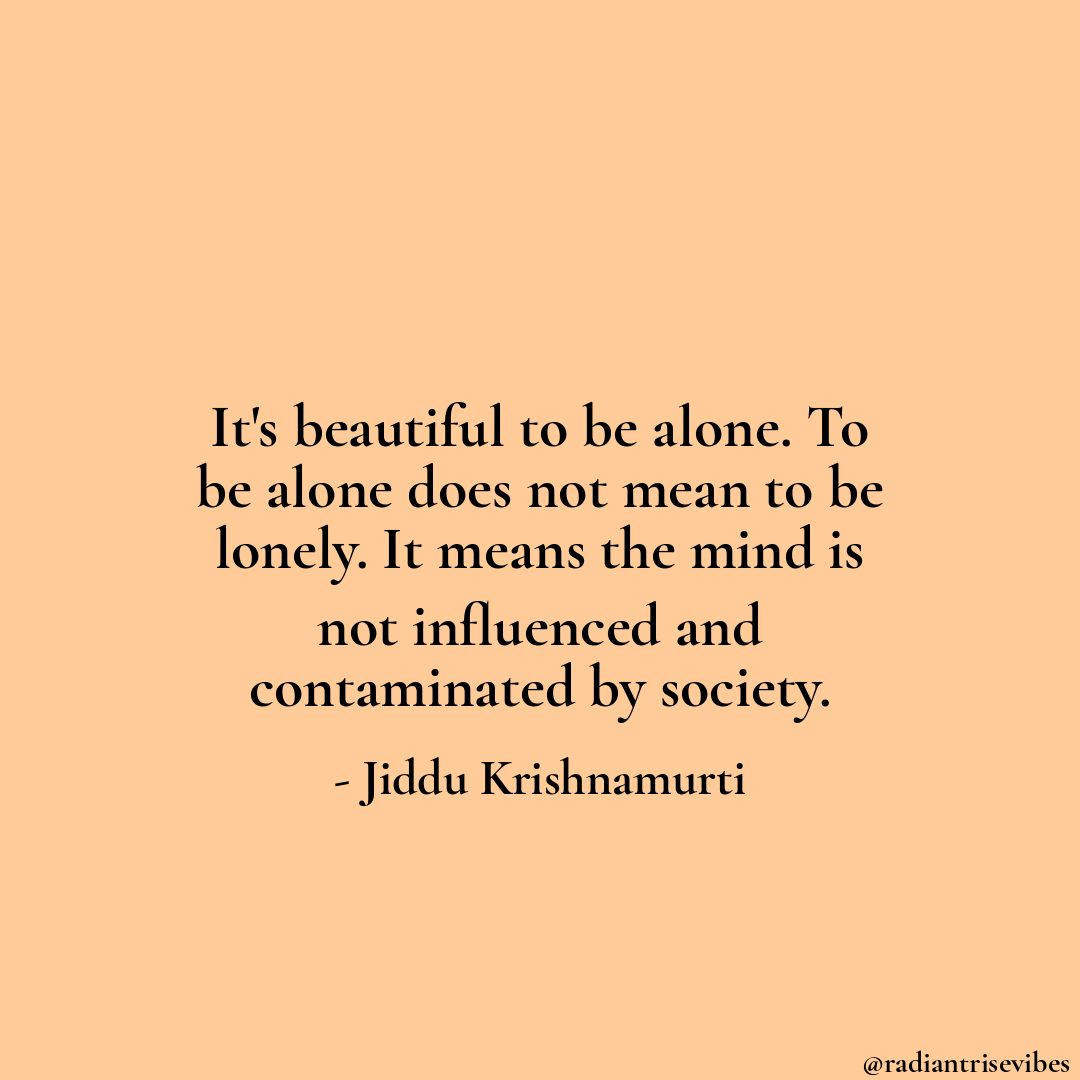 It's beautiful to be alone. To
be alone does not mean to be
lonely. It means the mind is
not influenced and
contaminated by society.
- Jiddu Krishnamurti
@radiantrisevibes